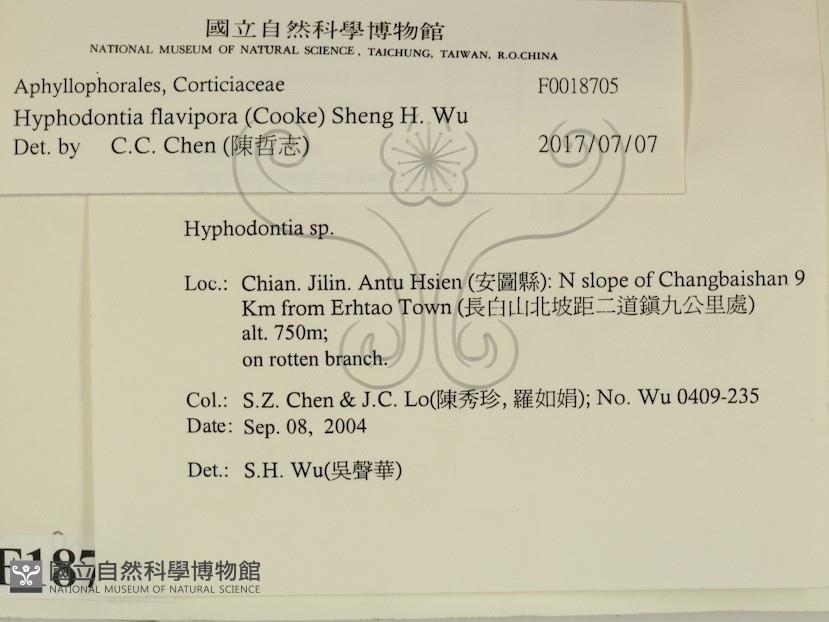 國立自然科學博物館
NATIONAL MUSEUM OF NATURAL SCIENCE, TAICHUNG, TAIWAN, R.O.CHINA
Aphyllophorales, Corticiaceae F0018705
Hyphodontia flavipora (Cooke) Sheng H. Wu
Det. by C.C. Chen (陳哲志) 2017/07/07
Hyphodontia sp.
Loc.: Chian. Jilin. Antu Hsien (安圖縣): N slope of Changbaishan 9
Km from Erhtao Town (長白山北坡距二道鎮九公里處)
alt. 750m;
on rotten branch.
Col.: S.Z. Chen & J.C. Lo(陳秀珍, 羅如娟); No. Wu 0409-235
Date: Sep. 08, 2004
Det.: S.H. Wu(吳聲華)
F187
國立自然科學博物館
NATIONAL MUSEUM OF NATURAL SCIENCE